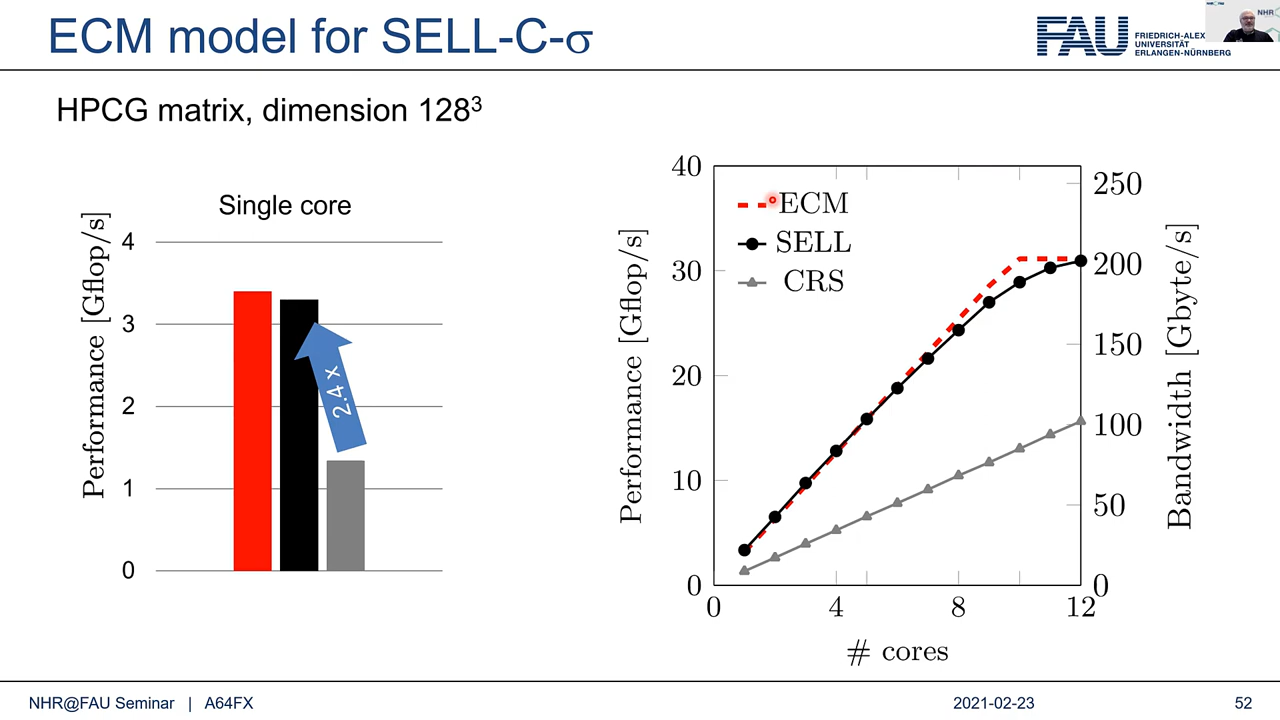 ECM model for SELL-C-σ
FAU
FRIEDRICH-ALEX
UNIVERSITÄT
ERLANGEN-NÜRNBERG
NHR
HPCG matrix, dimension 128³
Single core
Performance [Gflop/s]
4
3
2
1
0
2.4 x
Performance [Gflop/s]
40
30
20
10
0
ECM
SELL
CRS
250
200
150
100
50
0
Bandwidth [Gbyte/s]
0 4 8 12
# cores
NHR@FAU Seminar | A64FX
2021-02-23
52